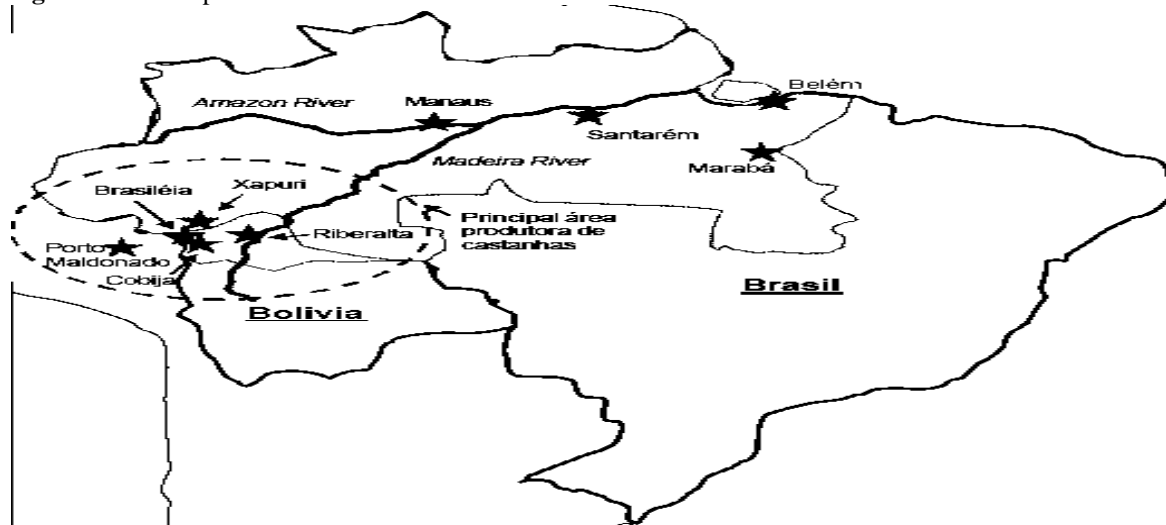 Belém
Amazon River
Manaus
Santarém
Madeira River
Marabá
Brasiléia
Xapuri
Principal área
produtora de
castanhas
Porto
Maldonado
Riberalta
Cobija
Brasil
Bolivia